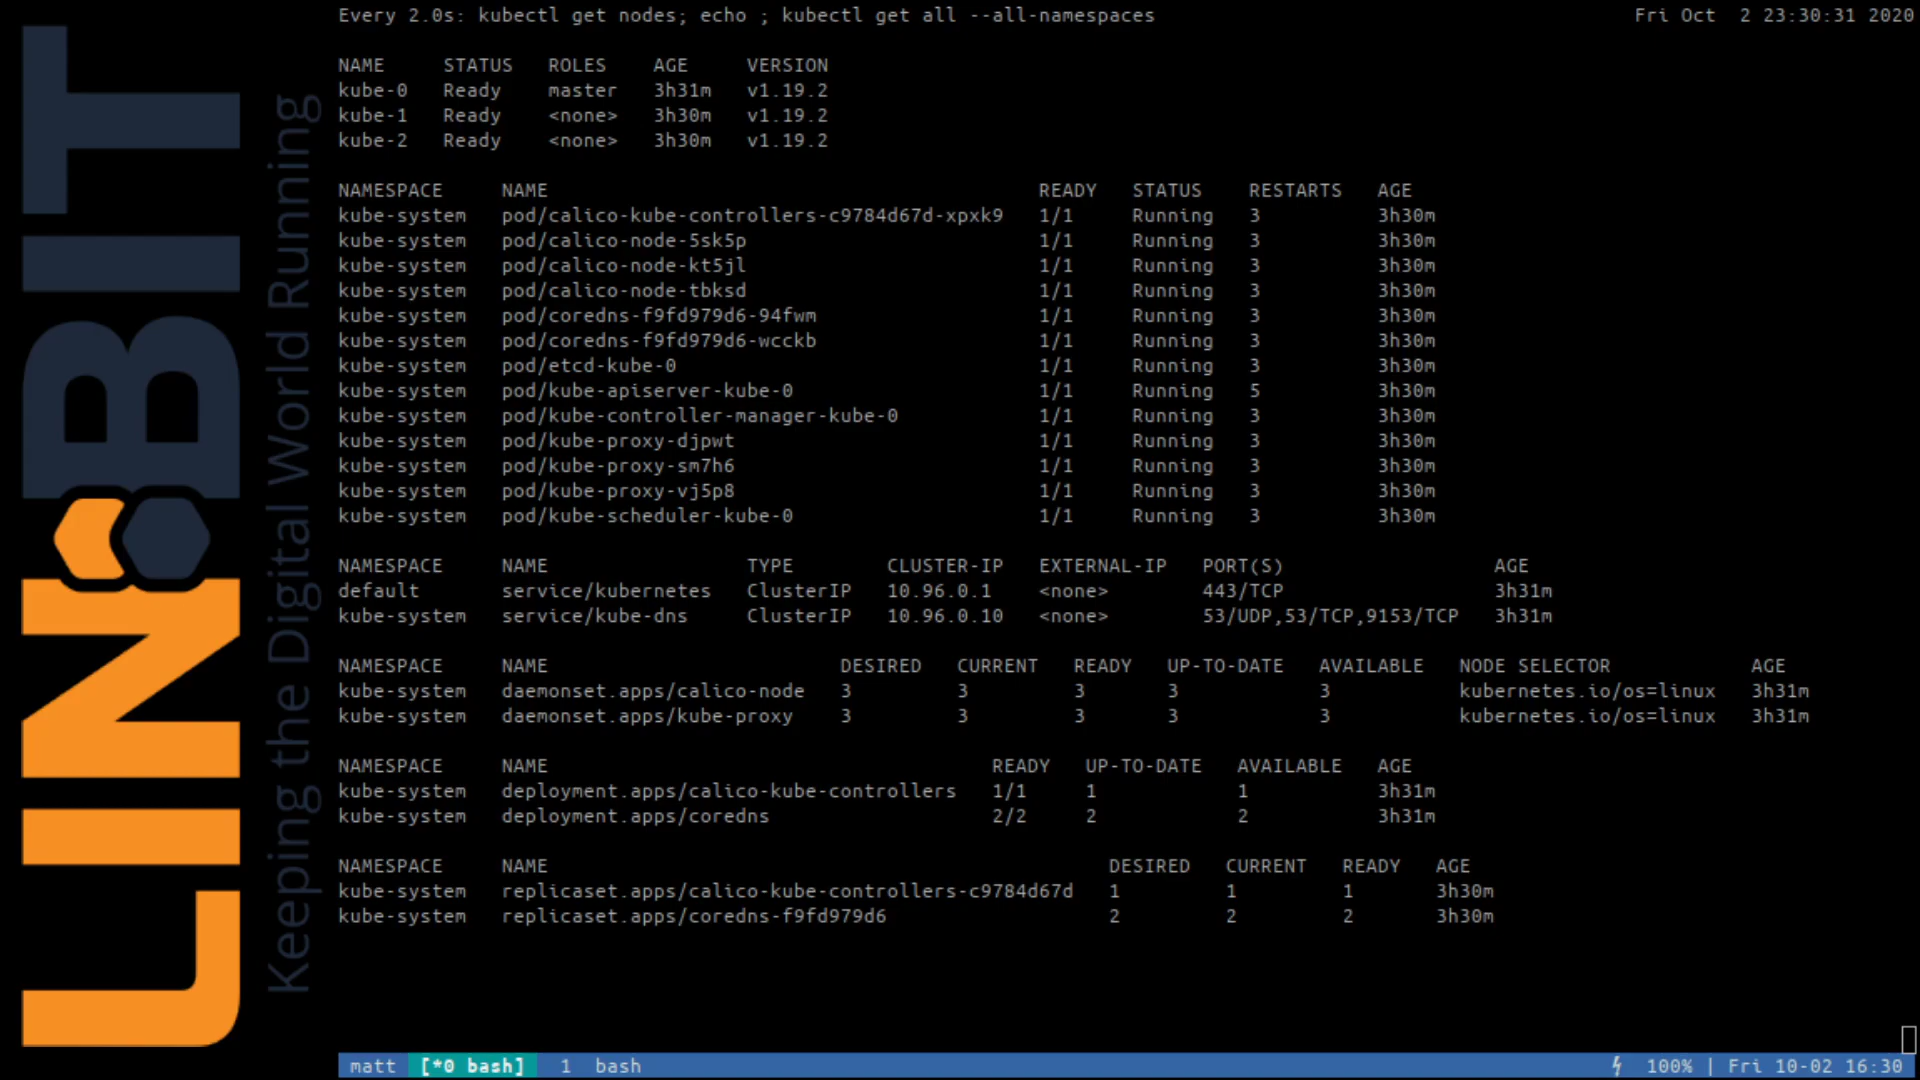 LINBIT
Keeping the Digital World Running
Every 2.0s: kubectl get nodes; echo ; kubectl get all --all-namespaces    Fri Oct  2 23:30:31 2020
NAME     STATUS   ROLES    AGE     VERSION
kube-0   Ready    master   3h31m   v1.19.2
kube-1   Ready    <none>   3h30m   v1.19.2
kube-2   Ready    <none>   3h30m   v1.19.2
NAMESPACE     NAME                                          READY   STATUS    RESTARTS   AGE
kube-system   pod/calico-kube-controllers-c9784d67d-xpxk9   1/1     Running   3          3h30m
kube-system   pod/calico-node-5sk5p                         1/1     Running   3          3h30m
kube-system   pod/calico-node-kt5jl                         1/1     Running   3          3h30m
kube-system   pod/calico-node-tbksd                         1/1     Running   3          3h30m
kube-system   pod/coredns-f9fd979d6-94fwm                   1/1     Running   3          3h30m
kube-system   pod/coredns-f9fd979d6-wcckb                   1/1     Running   3          3h30m
kube-system   pod/etcd-kube-0                               1/1     Running   3          3h30m
kube-system   pod/kube-apiserver-kube-0                     1/1     Running   5          3h30m
kube-system   pod/kube-controller-manager-kube-0            1/1     Running   3          3h30m
kube-system   pod/kube-proxy-djpwt                          1/1     Running   3          3h30m
kube-system   pod/kube-proxy-sm7h6                          1/1     Running   3          3h30m
kube-system   pod/kube-proxy-vj5p8                          1/1     Running   3          3h30m
kube-system   pod/kube-scheduler-kube-0                     1/1     Running   3          3h30m
NAMESPACE     NAME                 TYPE        CLUSTER-IP   EXTERNAL-IP   PORT(S)                  AGE
default       service/kubernetes   ClusterIP   10.96.0.1    <none>        443/TCP                  3h31m
kube-system   service/kube-dns     ClusterIP   10.96.0.10   <none>        53/UDP,53/TCP,9153/TCP   3h31m
NAMESPACE     NAME                         DESIRED   CURRENT   READY   UP-TO-DATE   AVAILABLE   NODE SELECTOR            AGE
kube-system   daemonset.apps/calico-node   3         3         3       3            3           kubernetes.io/os=linux   3h31m
kube-system   daemonset.apps/kube-proxy    3         3         3       3            3           kubernetes.io/os=linux   3h31m
NAMESPACE     NAME                                      READY   UP-TO-DATE   AVAILABLE   AGE
kube-system   deployment.apps/calico-kube-controllers   1/1     1            1           3h31m
kube-system   deployment.apps/coredns                   2/2     2            2           3h31m
NAMESPACE     NAME                                                DESIRED   CURRENT   READY   AGE
kube-system   replicaset.apps/calico-kube-controllers-c9784d67d   1         1         1       3h30m
kube-system   replicaset.apps/coredns-f9fd979d6                   2         2         2       3h30m
matt  [*0 bash]  1  bash    100% | Fri 10-02 16:30